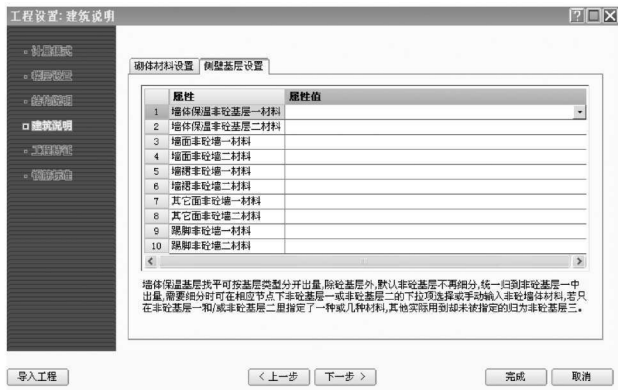 工程设置:建筑说明
计量模式
楼层设置
结构说明
建筑说明
工程特征
钢筋标准
砌体材料设置 侧壁基层设置
属性 属性值
1 墙体保温非砼基层一材料
2 墙体保温非砼基层二材料
3 墙面非砼墙一材料
4 墙面非砼墙二材料
5 墙裙非砼墙一材料
6 墙裙非砼墙二材料
7 其它面非砼墙一材料
8 其它面非砼墙二材料
9 踢脚非砼墙一材料
10 踢脚非砼墙二材料
墙体保温基层找平可按基层类型分开出量,除砼基层外,默认非砼基层不再细分,统一归到非砼基层一中
出量,需要细分时可在相应节点下非砼基层一或非砼基层二的下拉项选择或手动输入非砼墙体材料,若只
在非砼基层一和/或非砼基层二里指定了一种或几种材料,其他实际用到却未被指定的归为非砼基层三。
导入工程 <上一步 下一步> 完成 取消